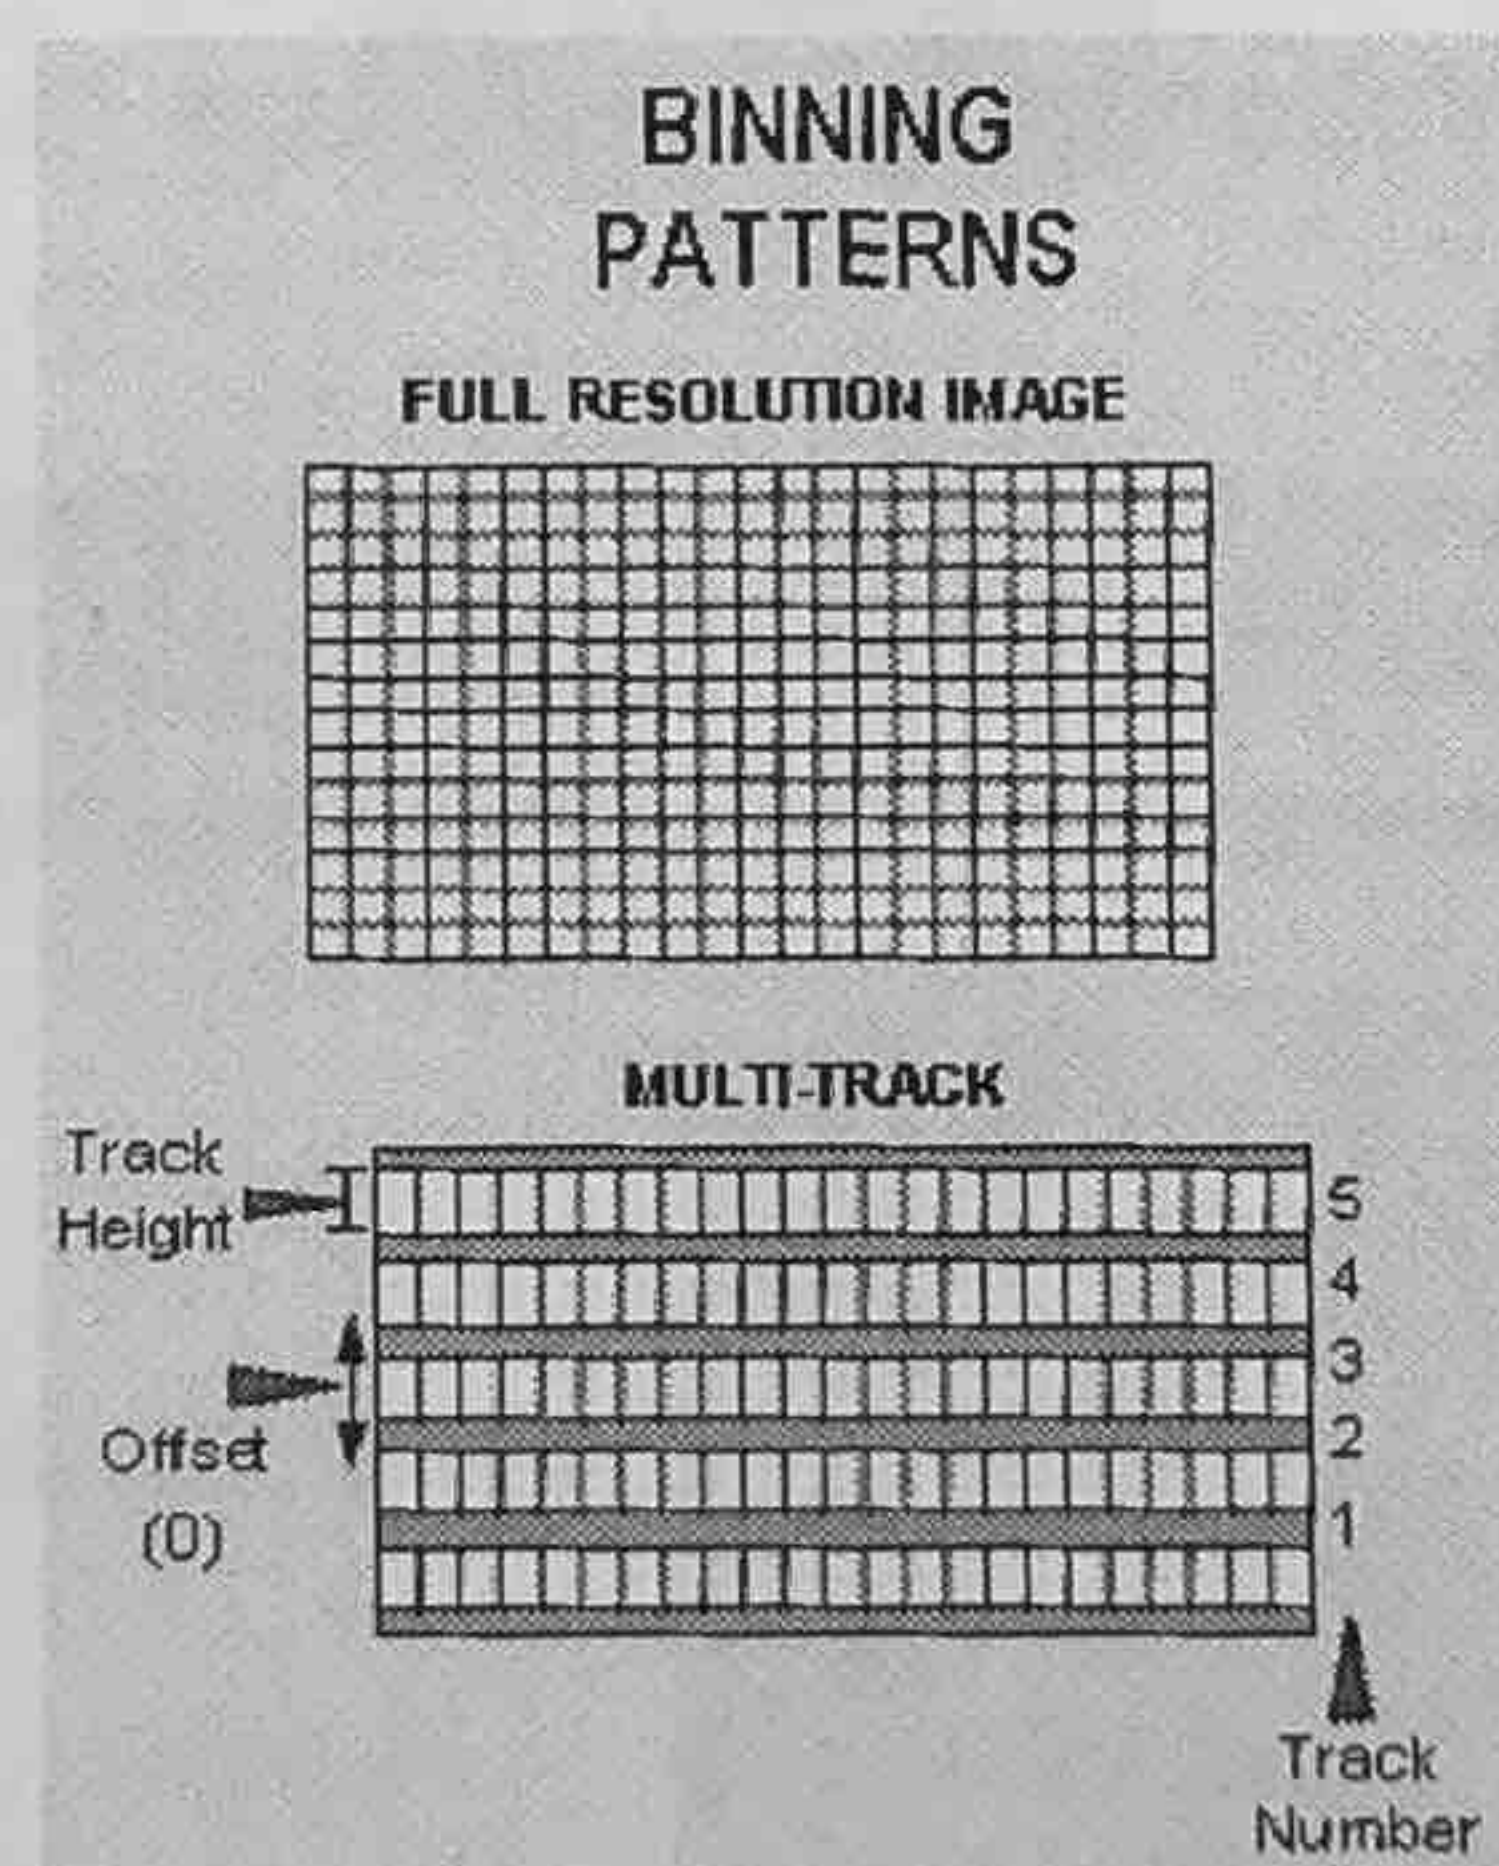 BINNING
PATTERNS
FULL RESOLUTION IMAGE
MULTI-TRACK
Track
Height
Offset
(0)
5
4
3
2
1
Track
Number